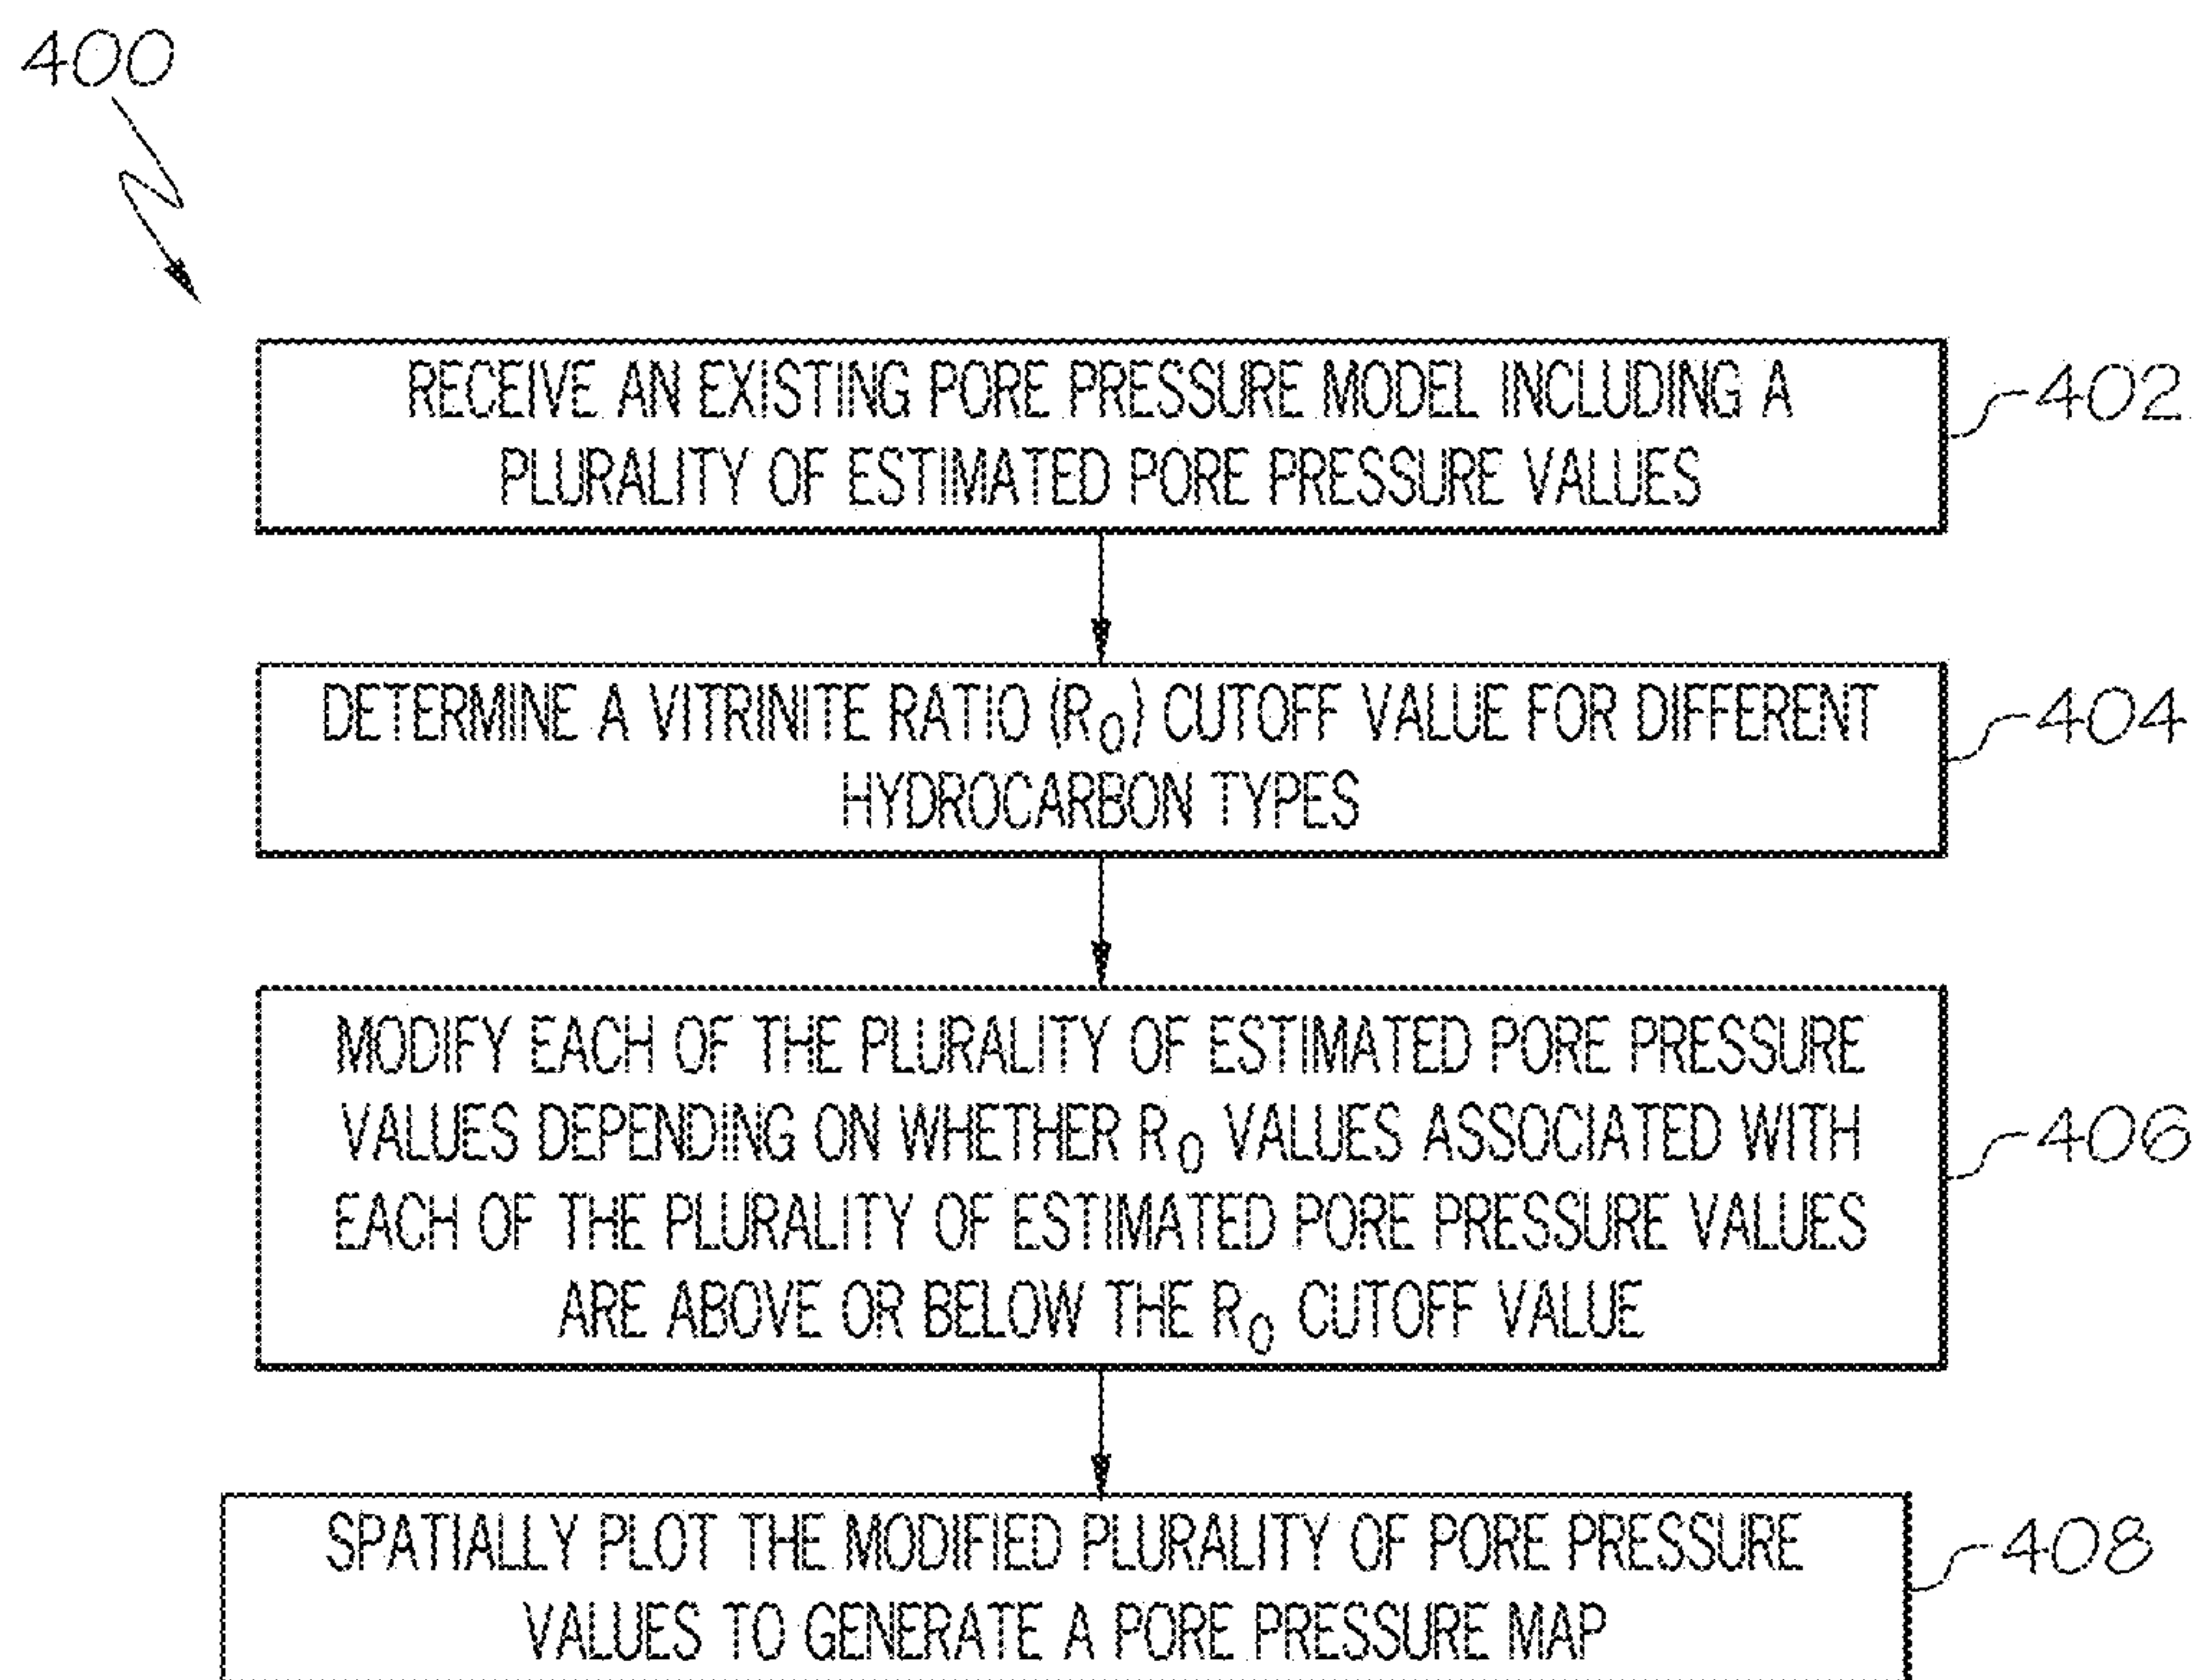 400
RECEIVE AN EXISTING PORE PRESSURE MODEL INCLUDING A
PLURALITY OF ESTIMATED PORE PRESSURE VALUES
402
DETERMINE A VITRINITE RATIO (R₀) CUTOFF VALUE FOR DIFFERENT
HYDROCARBON TYPES
404
MODIFY EACH OF THE PLURALITY OF ESTIMATED PORE PRESSURE
VALUES DEPENDING ON WHETHER R₀ VALUES ASSOCIATED WITH
EACH OF THE PLURALITY OF ESTIMATED PORE PRESSURE VALUES
ARE ABOVE OR BELOW THE R₀ CUTOFF VALUE
406
SPATIALLY PLOT THE MODIFIED PLURALITY OF PORE PRESSURE
VALUES TO GENERATE A PORE PRESSURE MAP
408